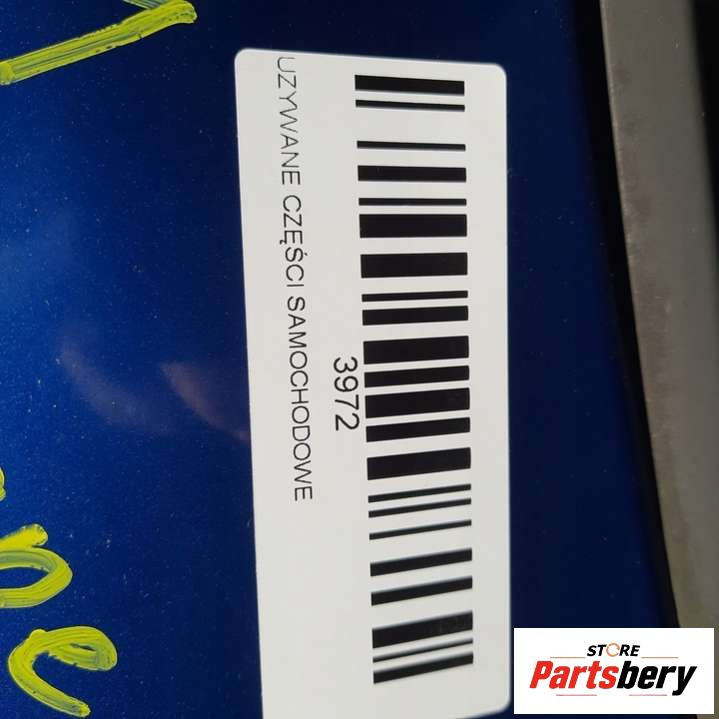 3972
UZYWANE CZĘŚCI SAMOCHODOWE
STORE
Partsbery